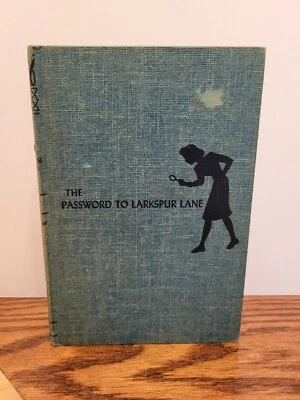 THE
PASSWORD TO LARKSPUR LANE